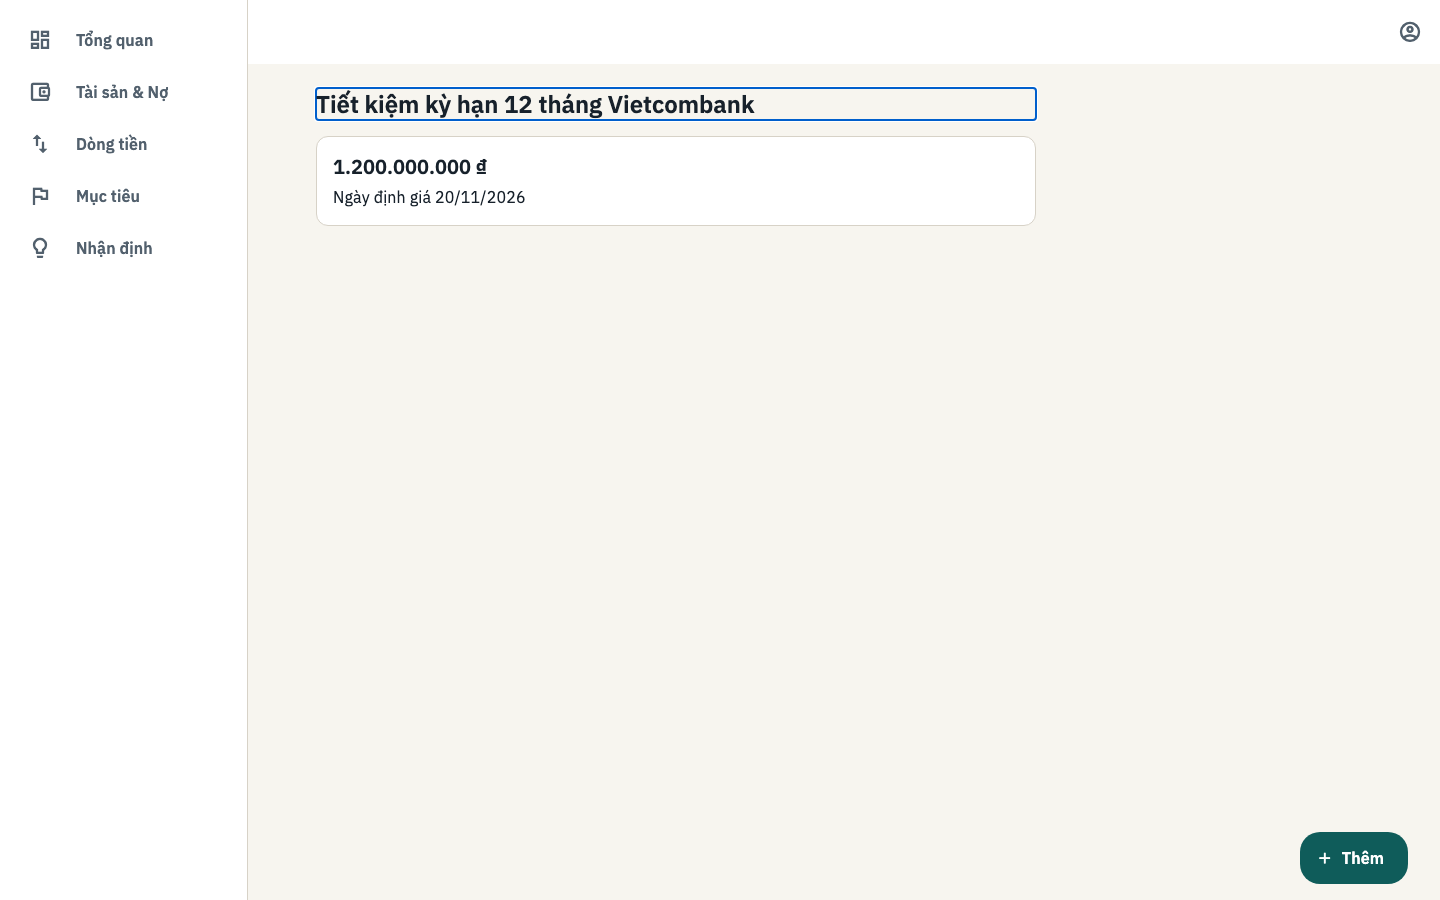 Tổng quan
Tài sản & Nợ
Dòng tiền
Mục tiêu
Nhận định
Tiết kiệm kỳ hạn 12 tháng Vietcombank
1.200.000.000 ₫
Ngày định giá 20/11/2026
+ Thêm